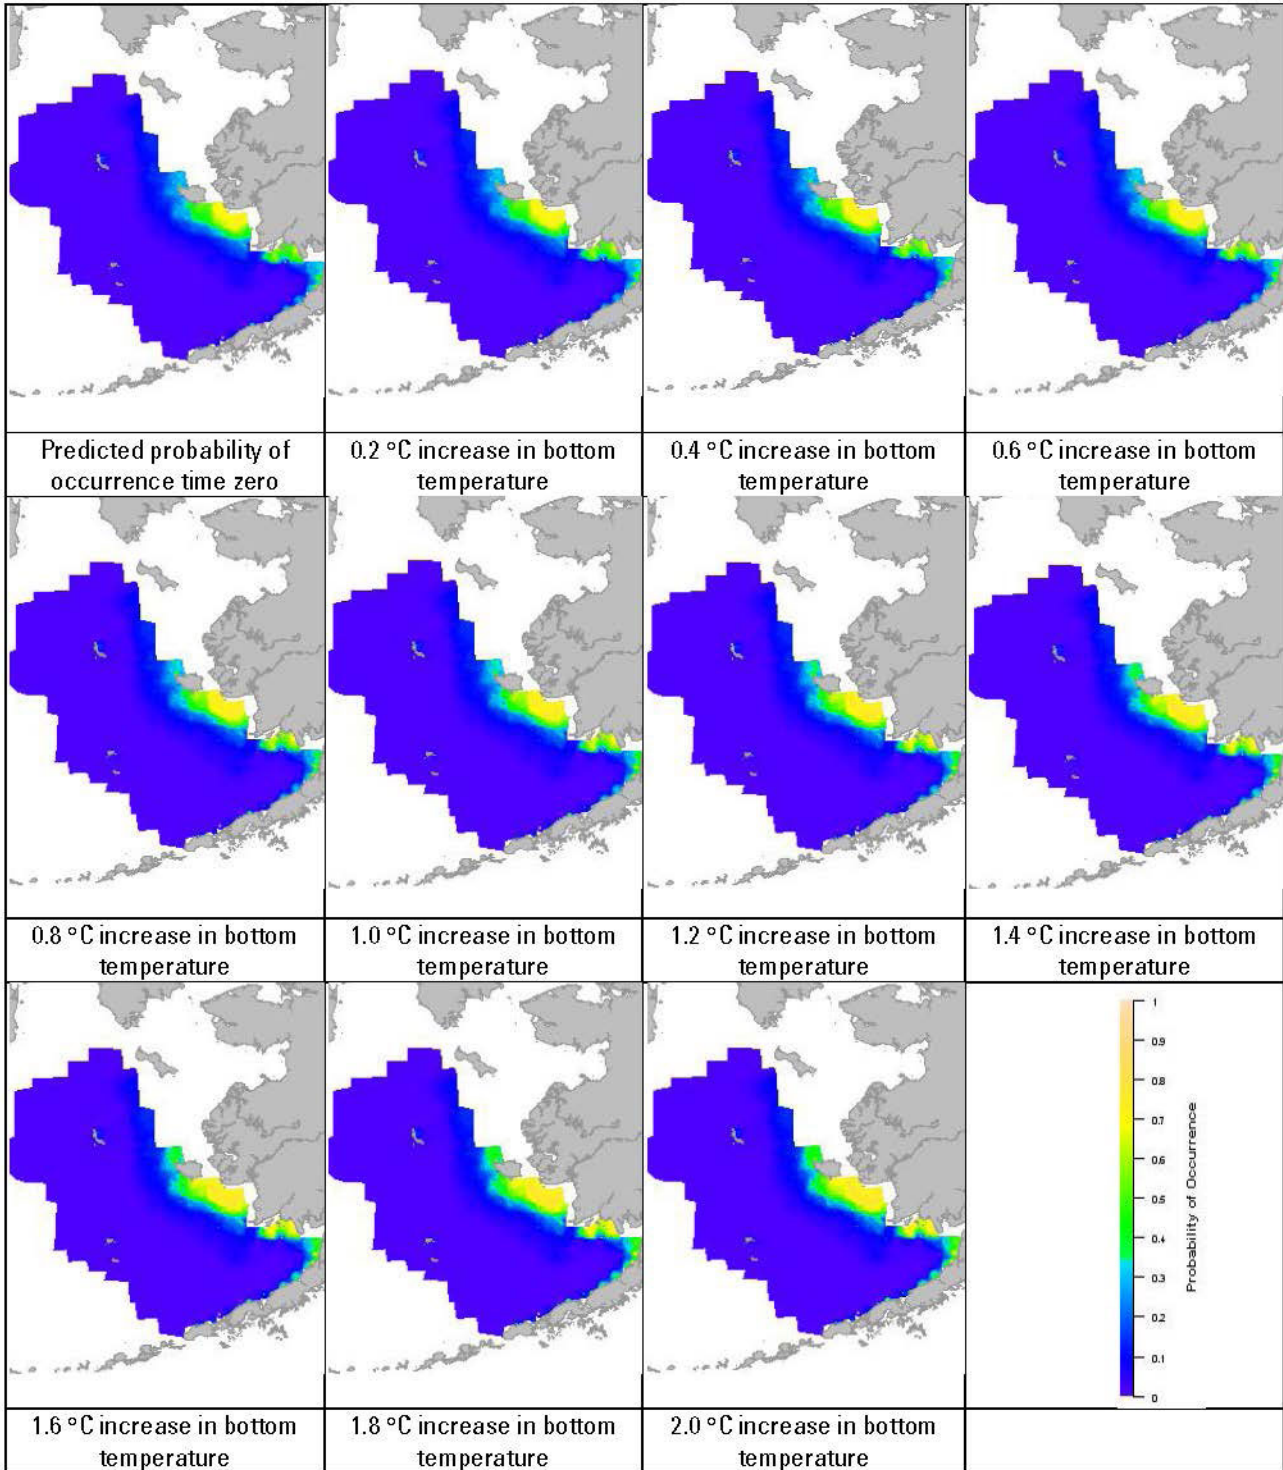 Predicted probability of
occurrence time zero
0.2 °C increase in bottom
temperature
0.4 °C increase in bottom
temperature
0.6 °C increase in bottom
temperature
0.8 °C increase in bottom
temperature
1.0 °C increase in bottom
temperature
1.2 °C increase in bottom
temperature
1.4 °C increase in bottom
temperature
1
0.9
0.8
0.7
0.6
0.5
0.4
0.3
0.2
0.1
0
Probability of Occurrence
1.6 °C increase in bottom
temperature
1.8 °C increase in bottom
temperature
2.0 °C increase in bottom
temperature